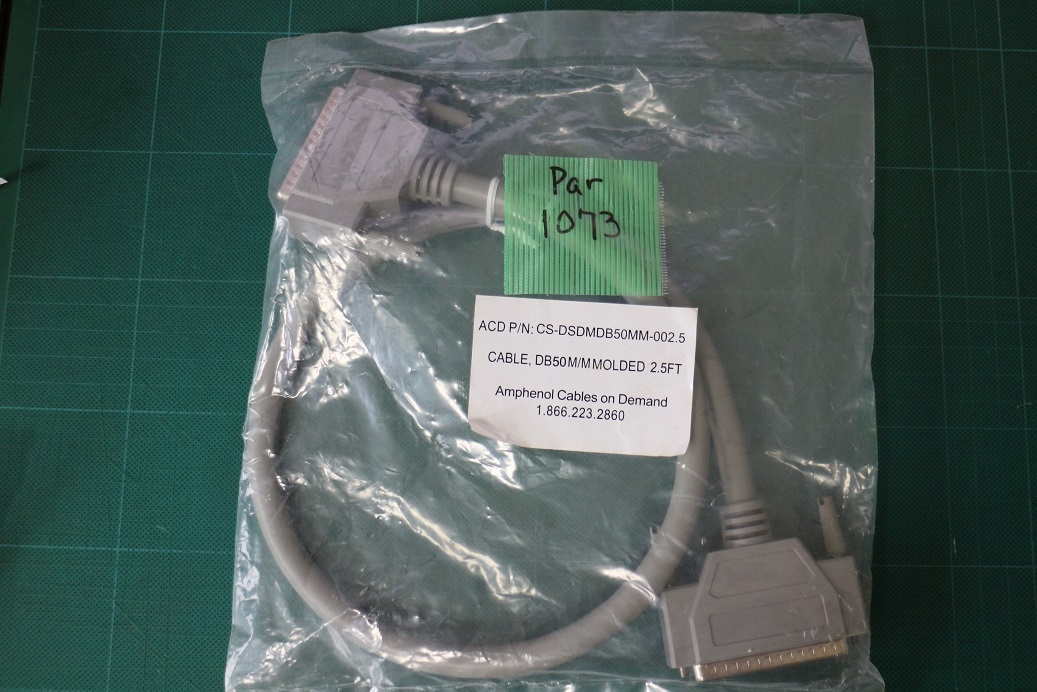 Par
1073
ACD P/N: CS-DSDMDB50MM-002.5
CABLE, DB50M/MMOLDED 2.5FT
Amphenol Cables on Demand
1.866.223.2860